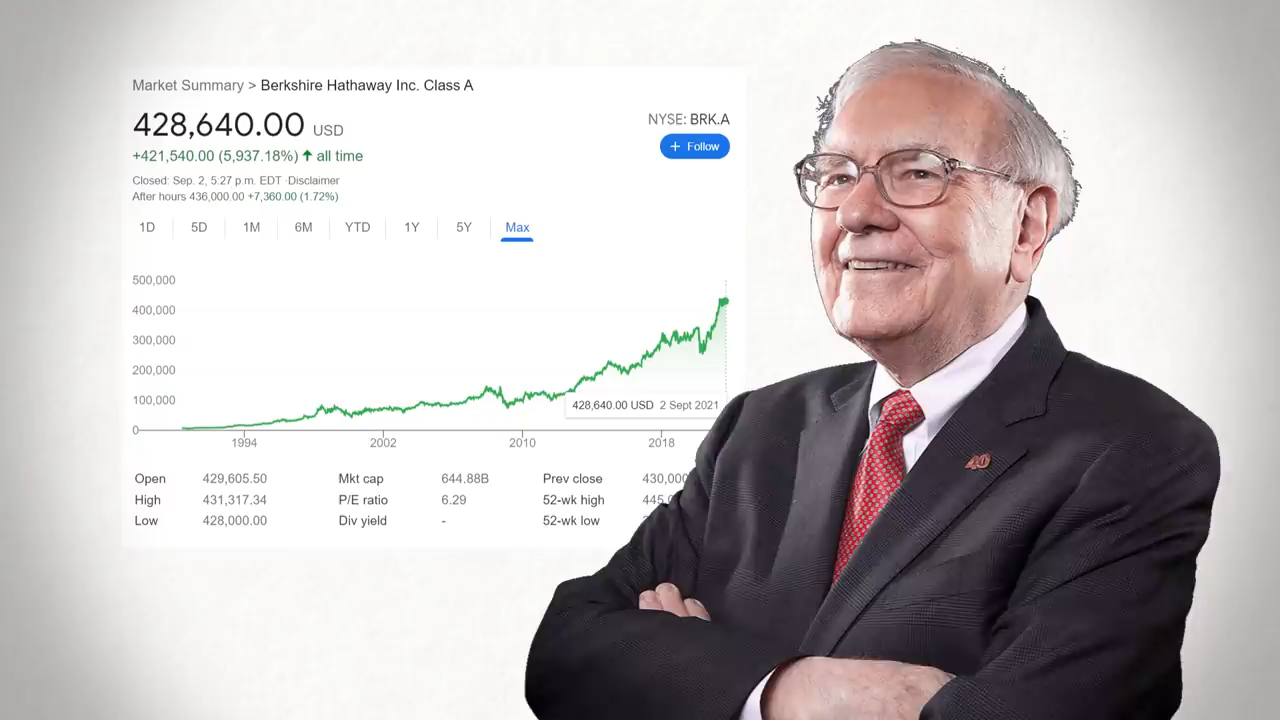 Market Summary > Berkshire Hathaway Inc. Class A
428,640.00 USD
NYSE: BRK.A
+421,540.00 (5,937.18%) ↑ all time
+ Follow
Closed: Sep. 2, 5:27 p.m. EDT ·Disclaimer
After hours 436,000.00 +7,360.00 (1.72%)
1D 5D 1M 6M YTD 1Y 5Y Max
500,000
400,000
300,000
200,000
100,000
428,640.00 USD 2 Sept 2021
0
1994 2002 2010 2018
Open 429,605.50 Mkt cap 644.88B Prev close 430,000
High 431,317.34 P/E ratio 6.29 52-wk high 445,0
Low 428,000.00 Div yield - 52-wk low
40